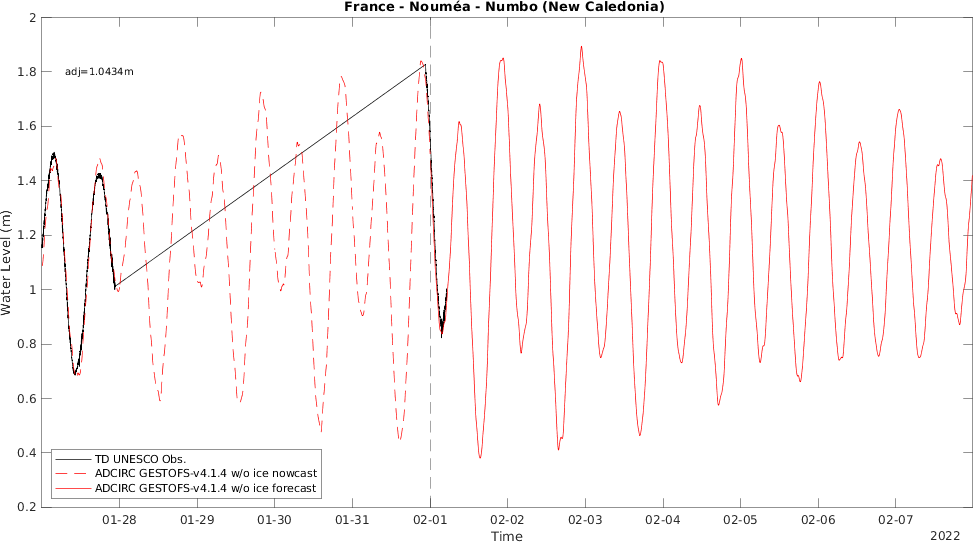 France - Nouméa - Numbo (New Caledonia)
2
1.8
1.6
1.4
1.2
1
0.8
0.6
0.4
0.2
Water Level (m)
adj=1.0434m
TD UNESCO Obs.
ADCIRC GESTOFS-v4.1.4 w/o ice nowcast
ADCIRC GESTOFS-v4.1.4 w/o ice forecast
01-28 01-29 01-30 01-31 02-01 02-02 02-03 02-04 02-05 02-06 02-07
Time
2022